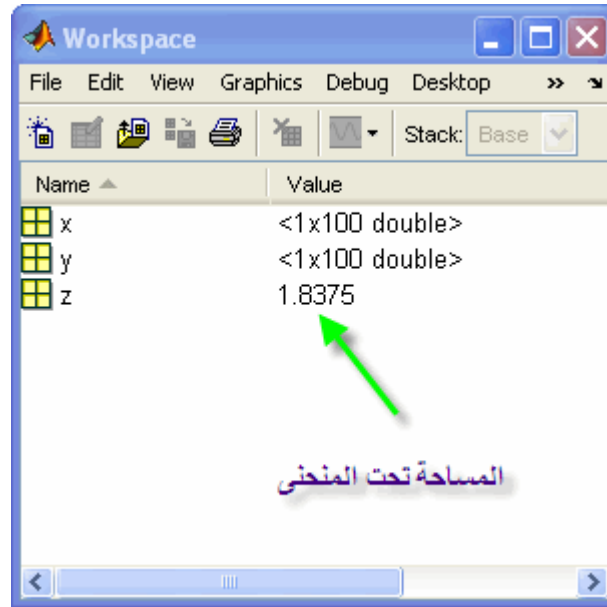 Workspace
File Edit View Graphics Debug Desktop »
Stack: Base
Name Value
x <1x100 double>
y <1x100 double>
z 1.8375
المساحة تحت المنحنى